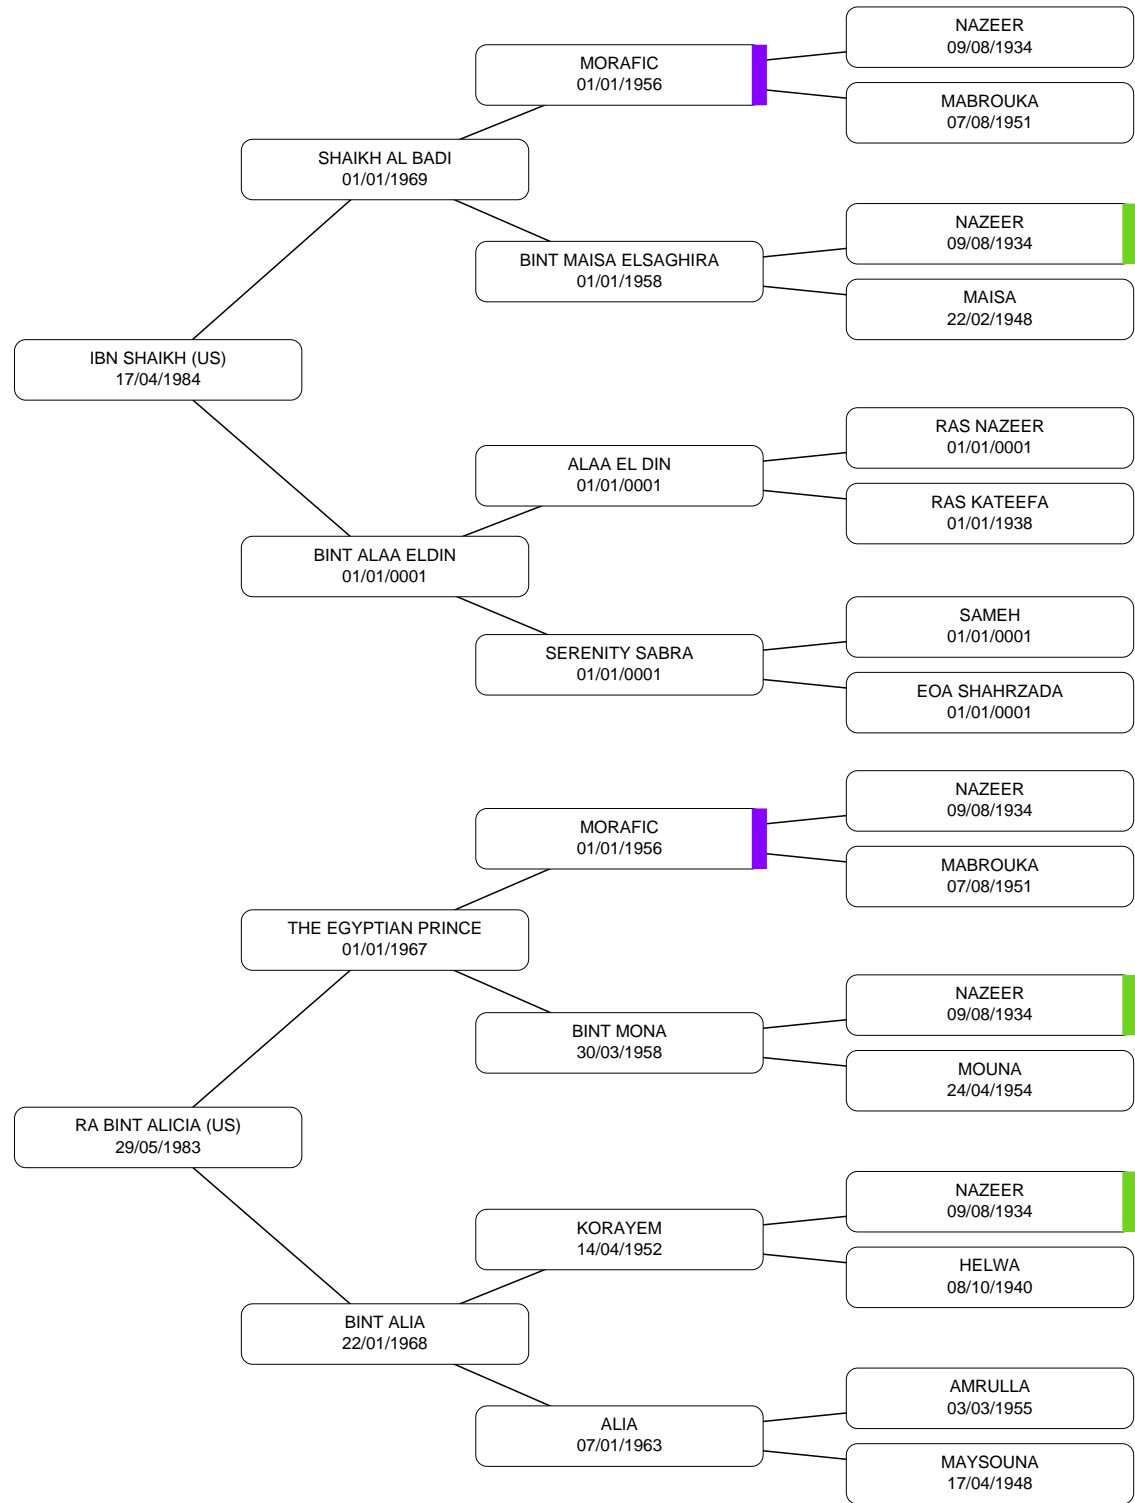 NAZEER
09/08/1934
MORAFIC
01/01/1956
MABROUKA
07/08/1951
SHAIKH AL BADI
01/01/1969
NAZEER
09/08/1934
BINT MAISA ELSAGHIRA
01/01/1958
MAISA
22/02/1948
IBN SHAIKH (US)
17/04/1984
RAS NAZEER
01/01/0001
ALAA EL DIN
01/01/0001
RAS KATEEFA
01/01/1938
BINT ALAA ELDIN
01/01/0001
SAMEH
01/01/0001
SERENITY SABRA
01/01/0001
EOA SHAHRZADA
01/01/0001
NAZEER
09/08/1934
MORAFIC
01/01/1956
MABROUKA
07/08/1951
THE EGYPTIAN PRINCE
01/01/1967
NAZEER
09/08/1934
BINT MONA
30/03/1958
MOUNA
24/04/1954
RA BINT ALICIA (US)
29/05/1983
NAZEER
09/08/1934
KORAYEM
14/04/1952
HELWA
08/10/1940
BINT ALIA
22/01/1968
AMRULLA
03/03/1955
ALIA
07/01/1963
MAYSOUNA
17/04/1948